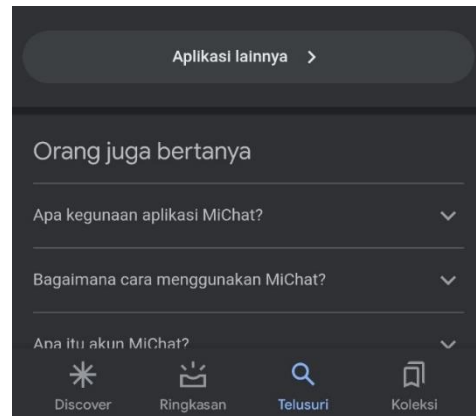 Aplikasi lainnya
Orang juga bertanya
Apa kegunaan aplikasi MiChat?
Bagaimana cara menggunakan MiChat?
Apa itu akun MiChat?
Discover Ringkasan Telusuri Koleksi